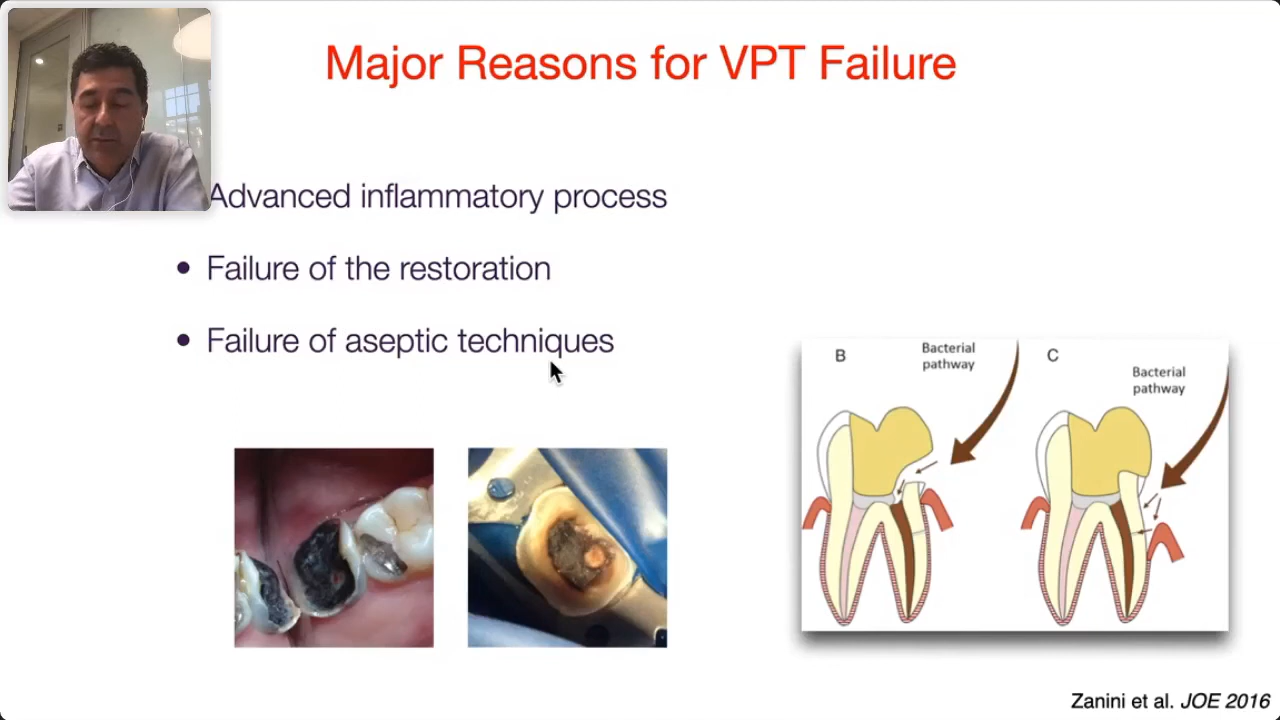 Major Reasons for VPT Failure
Advanced inflammatory process
• Failure of the restoration
• Failure of aseptic techniques
B
Bacterial
pathway
C
Bacterial
pathway
Zanini et al. JOE 2016